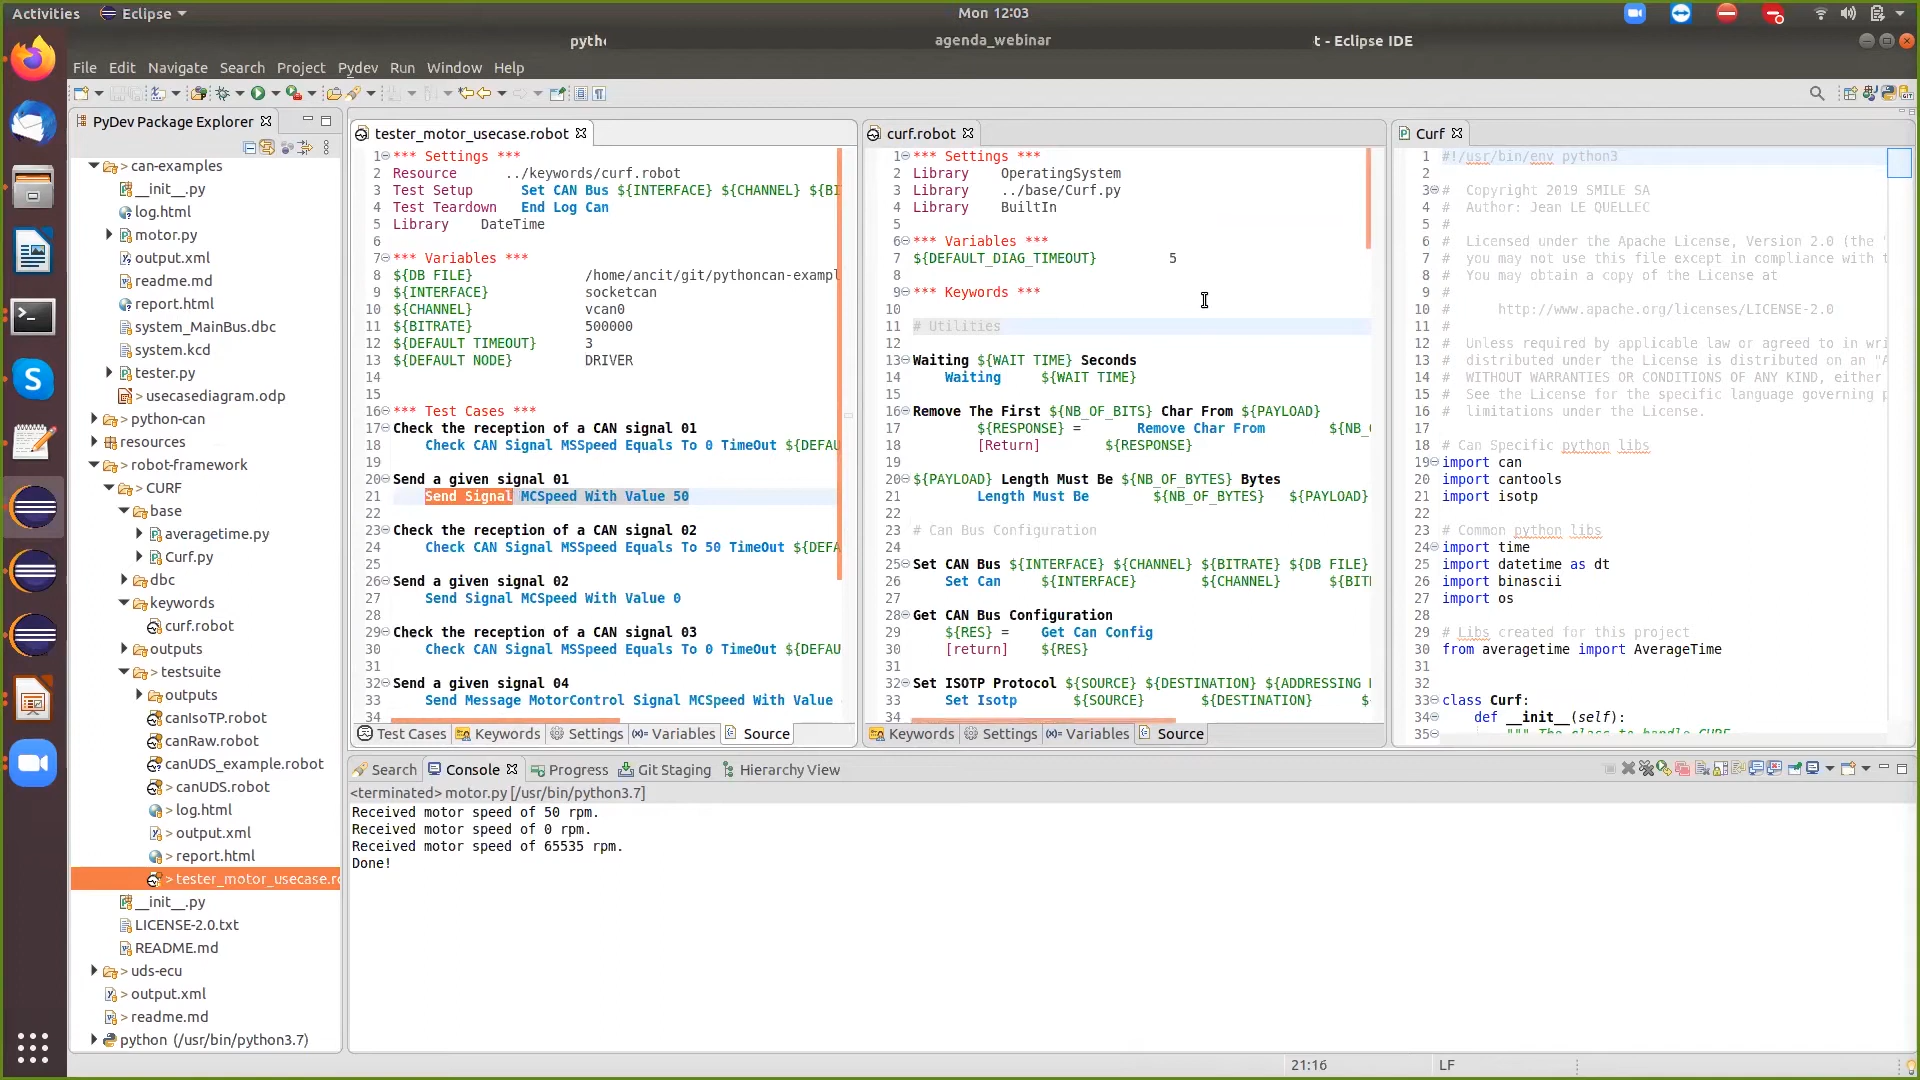 Activities Eclipse Mon 12:03
agenda_webinar
t - Eclipse IDE
File Edit Navigate Search Project Pydev Run Window Help
PyDev Package Explorer
> can-examples
__init__.py
log.html
motor.py
output.xml
readme.md
report.html
system_MainBus.dbc
system.kcd
tester.py
> usecasediagram.odp
> python-can
resources
> robot-framework
> CURF
base
averagetime.py
Curf.py
dbc
keywords
curf.robot
outputs
> testsuite
> outputs
canIsoTP.robot
canRaw.robot
canUDS_example.robot
> canUDS.robot
> log.html
> output.xml
> report.html
> tester_motor_usecase.ro
__init__.py
LICENSE-2.0.txt
README.md
> uds-ecu
> output.xml
> readme.md
python (/usr/bin/python3.7)
tester_motor_usecase.robot
1 *** Settings ***
2 Resource ../keywords/curf.robot
3 Test Setup Set CAN Bus ${INTERFACE} ${CHANNEL} ${BI
4 Test Teardown End Log Can
5 Library DateTime
6
7 *** Variables ***
8 ${DB FILE} /home/ancit/git/pythoncan-exampl
9 ${INTERFACE} socketcan
10 ${CHANNEL} vcan0
11 ${BITRATE} 500000
12 ${DEFAULT TIMEOUT} 3
13 ${DEFAULT NODE} DRIVER
14
15
16 *** Test Cases ***
17 Check the reception of a CAN signal 01
18 Check CAN Signal MSSpeed Equals To 0 TimeOut ${DEFAU
19
20 Send a given signal 01
21 Send Signal MCSpeed With Value 50
22
23 Check the reception of a CAN signal 02
24 Check CAN Signal MSSpeed Equals To 50 TimeOut ${DEFA
25
26 Send a given signal 02
27 Send Signal MCSpeed With Value 0
28
29 Check the reception of a CAN signal 03
30 Check CAN Signal MSSpeed Equals To 0 TimeOut ${DEFAU
31
32 Send a given signal 04
33 Send Message MotorControl Signal MCSpeed With Value
34
Test Cases Keywords Settings Variables Source
curf.robot
1 *** Settings ***
2 Library OperatingSystem
3 Library ../base/Curf.py
4 Library BuiltIn
5
6 *** Variables ***
7 ${DEFAULT_DIAG_TIMEOUT} 5
8
9 *** Keywords ***
10
11 # Utilities
12
13 Waiting ${WAIT TIME} Seconds
14 Waiting ${WAIT TIME}
15
16 Remove The First ${NB_OF_BITS} Char From ${PAYLOAD}
17 ${RESPONSE} = Remove Char From ${NB_
18 [Return] ${RESPONSE}
19
20 ${PAYLOAD} Length Must Be ${NB_OF_BYTES} Bytes
21 Length Must Be ${NB_OF_BYTES} ${PAYLOAD}
22
23 # Can Bus Configuration
24
25 Set CAN Bus ${INTERFACE} ${CHANNEL} ${BITRATE} ${DB FILE}
26 Set Can ${INTERFACE} ${CHANNEL} ${BIT
27
28 Get CAN Bus Configuration
29 ${RES} = Get Can Config
30 [return] ${RES}
31
32 Set ISOTP Protocol ${SOURCE} ${DESTINATION} ${ADDRESSING
33 Set Isotp ${SOURCE} ${DESTINATION} $
34
Keywords Settings Variables Source
Curf
1 #!/usr/bin/env python3
2
3 # Copyright 2019 SMILE SA
4 # Author: Jean LE QUELLEC
5 #
6 # Licensed under the Apache License, Version 2.0 (the "
7 # you may not use this file except in compliance with t
8 # You may obtain a copy of the License at
9 #
10 # http://www.apache.org/licenses/LICENSE-2.0
11 #
12 # Unless required by applicable law or agreed to in wri
13 # distributed under the License is distributed on an "A
14 # WITHOUT WARRANTIES OR CONDITIONS OF ANY KIND, either
15 # See the License for the specific language governing p
16 # limitations under the License.
17
18 # Can Specific python libs
19 import can
20 import cantools
21 import isotp
22
23 # Common python libs
24 import time
25 import datetime as dt
26 import binascii
27 import os
28
29 # Libs created for this project
30 from averagetime import AverageTime
31
32
33 class Curf:
34 def __init__(self):
35 """ The class to handle CURF
Search Console Progress Git Staging Hierarchy View
<terminated> motor.py [/usr/bin/python3.7]
Received motor speed of 50 rpm.
Received motor speed of 0 rpm.
Received motor speed of 65535 rpm.
Done!
21:16 LF